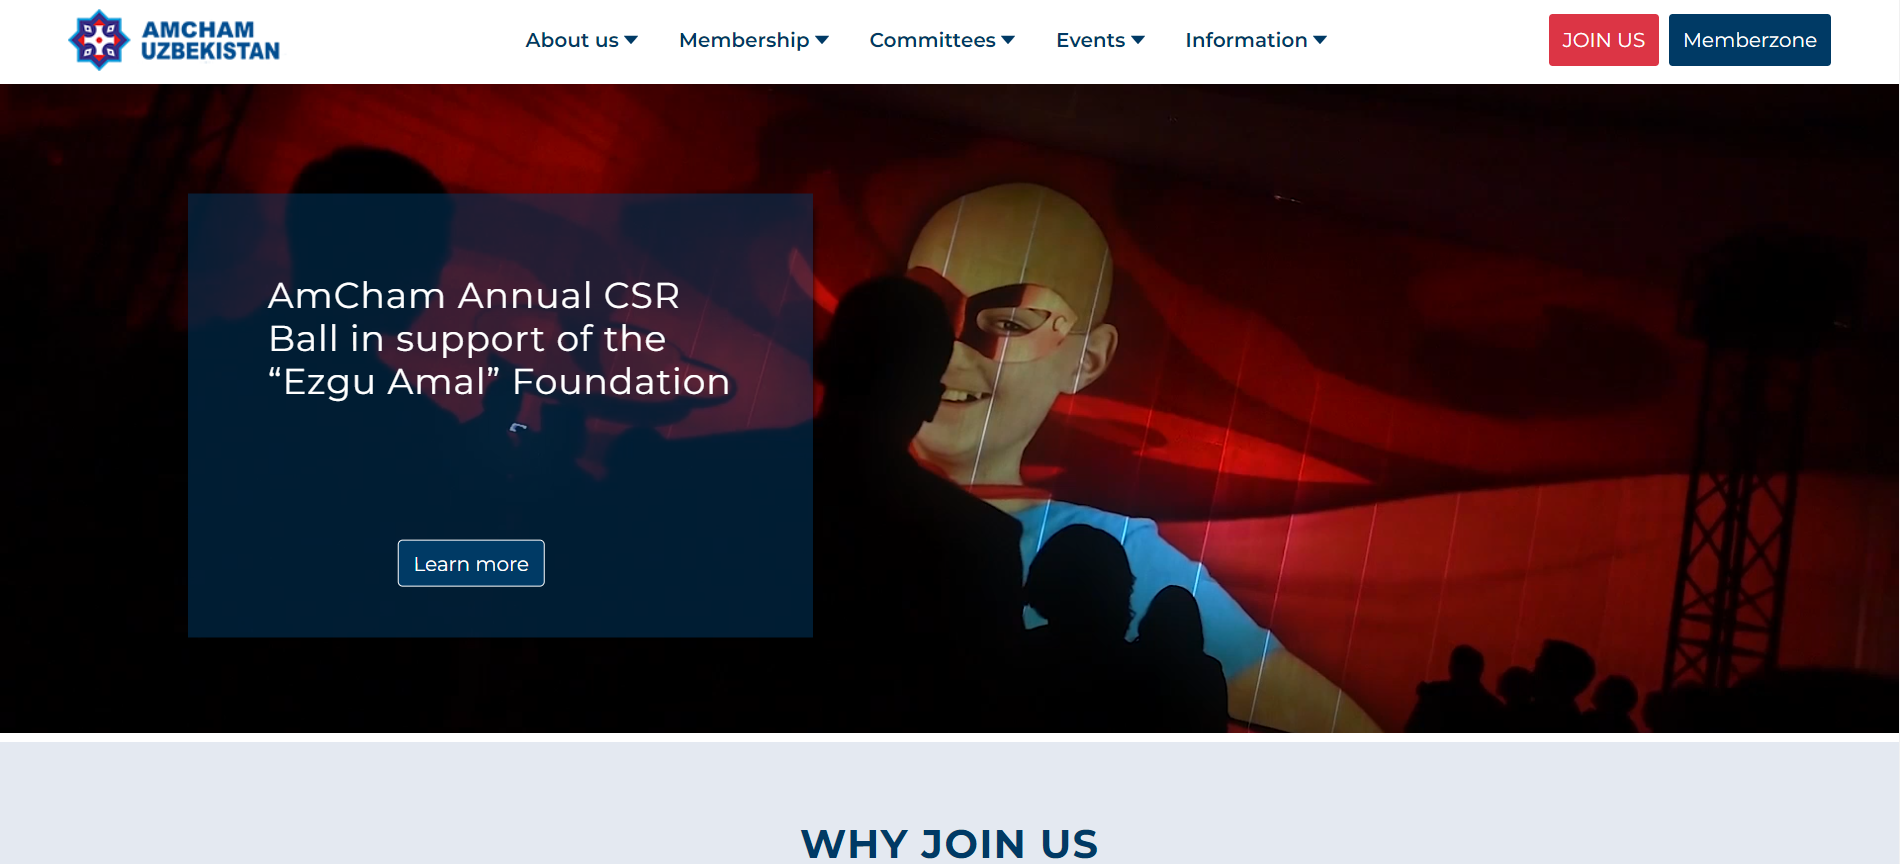 AMCHAM
UZBEKISTAN
About us
Membership
Committees
Events
Information
JOIN US
Memberzone
AmCham Annual CSR
Ball in support of the
“Ezgu Amal” Foundation
Learn more
WHY JOIN US